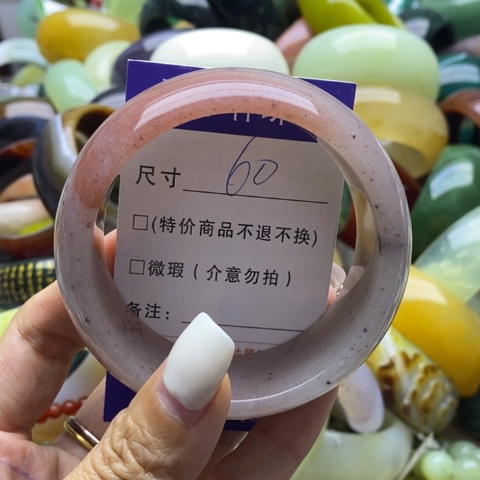 尺寸 60
□(特价商品不退不换)
□微瑕(介意勿拍)
备注: